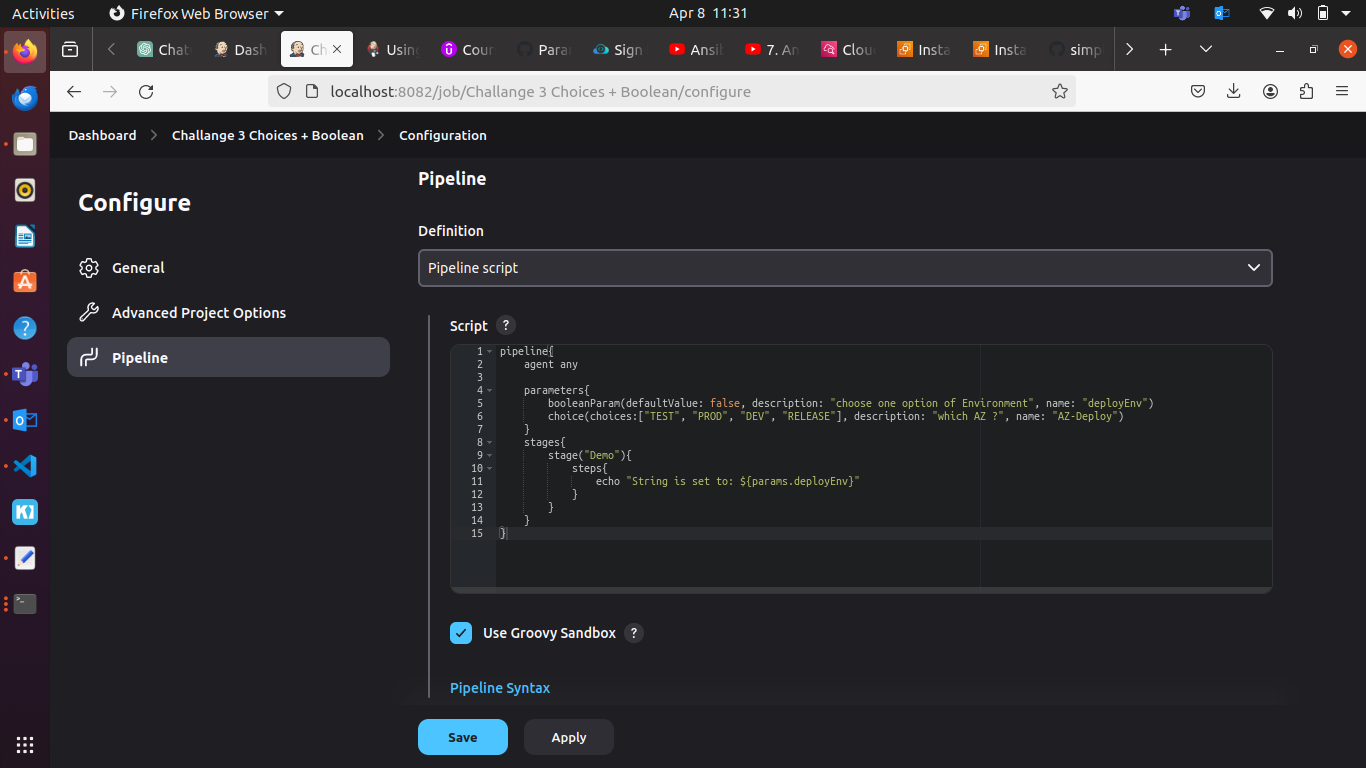 Activities
Firefox Web Browser
Apr 8 11:31
Chat
Dash
Ch
Using
Cour
Parar
Sign
Ansib
7. An
Cloud
Insta
Insta
simp
localhost:8082/job/Challange 3 Choices + Boolean/configure
Dashboard
Challange 3 Choices + Boolean
Configuration
Configure
General
Advanced Project Options
Pipeline
Pipeline
Definition
Pipeline script
Script ?
1 pipeline{
2 agent any
3
4 parameters{
5 booleanParam(defaultValue: false, description: "choose one option of Environment", name: "deployEnv")
6 choice(choices:["TEST", "PROD", "DEV", "RELEASE"], description: "which AZ ?", name: "AZ-Deploy")
7 }
8 stages{
9 stage("Demo"){
10 steps{
11 echo "String is set to: ${params.deployEnv}"
12 }
13 }
14 }
15 }
Use Groovy Sandbox ?
Pipeline Syntax
Save
Apply